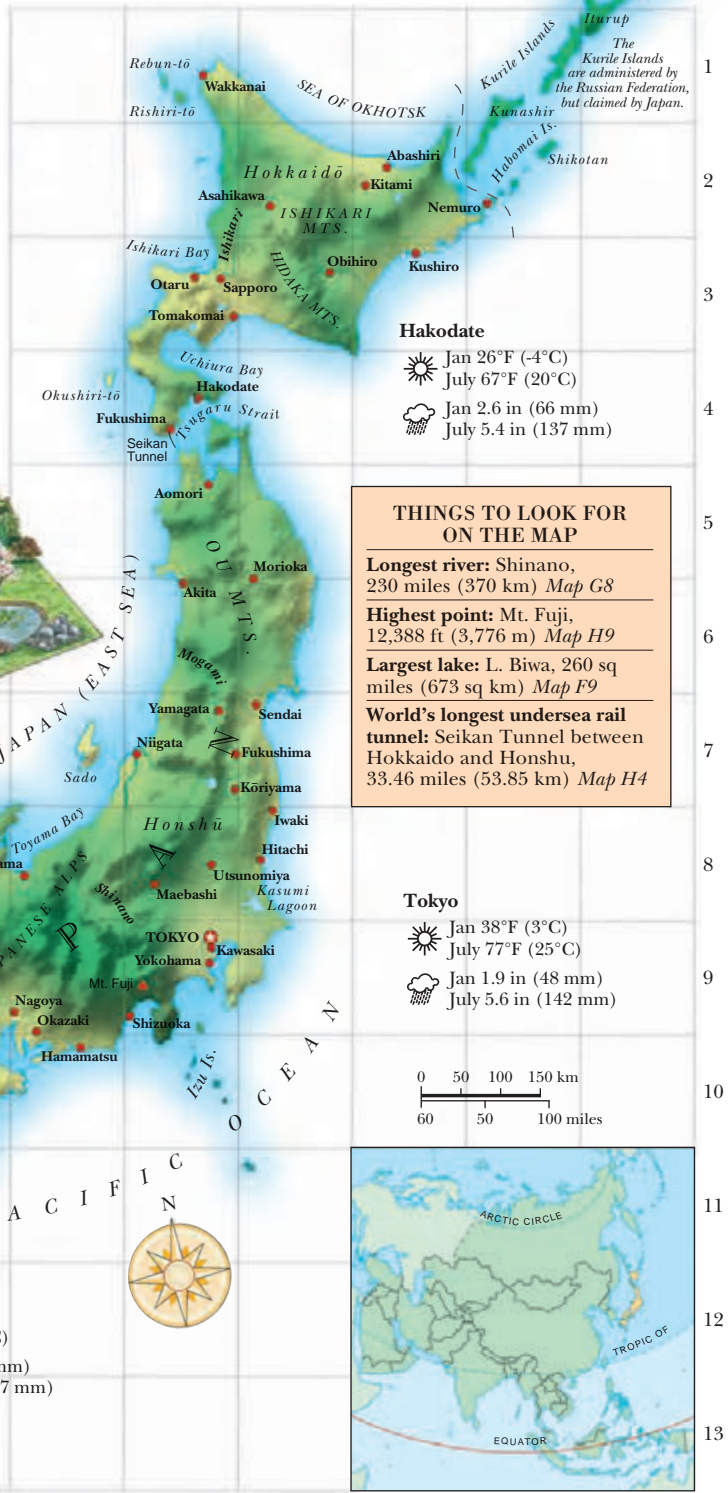 Iturup
1
Rebun-tō
Wakkanai
Rishiri-tō
SEA OF OKHOTSK
Kurile Islands
The
Kurile Islands
are administered by
the Russian Federation,
but claimed by Japan.
Kunashir
Habomai Is.
Shikotan
Abashiri
2
Hokkaidō
Kitami
Asahikawa
ISHIKARI
MTS.
Nemuro
Ishikari
Ishikari Bay
HIDAKA MTS.
Obihiro
Kushiro
Otaru
Sapporo
3
Tomakomai
Hakodate
Jan 26°F (-4°C)
July 67°F (20°C)
Jan 2.6 in (66 mm)
July 5.4 in (137 mm)
Uchiura Bay
Okushiri-tō
Hakodate
4
Fukushima
Tsugaru Strait
Seikan
Tunnel
Aomori
5
THINGS TO LOOK FOR
ON THE MAP
Longest river: Shinano,
230 miles (370 km) Map G8
Highest point: Mt. Fuji,
12,388 ft (3,776 m) Map H9
Largest lake: L. Biwa, 260 sq
miles (673 sq km) Map F9
World's longest undersea rail
tunnel: Seikan Tunnel between
Hokkaido and Honshu,
33.46 miles (53.85 km) Map H4
OU MTS.
Morioka
Akita
6
JAPAN (EAST SEA)
Mogami
Yamagata
Sendai
N
7
Niigata
Fukushima
Sado
Kōriyama
Iwaki
Toyama Bay
Honshū
Hitachi
A
8
ama
Utsunomiya
PANESE ALPS
Shinano
Maebashi
Kasumi
Lagoon
P
TOKYO
Kawasaki
Yokohama
9
Mt. Fuji
Nagoya
Okazaki
Shizuoka
Hamamatsu
Izu Is.
Tokyo
Jan 38°F (3°C)
July 77°F (25°C)
Jan 1.9 in (48 mm)
July 5.6 in (142 mm)
0 50 100 150 km
60 50 100 miles
10
ACIFIC OCEAN
N
11
ARCTIC CIRCLE
12
TROPIC OF
EQUATOR
13
)
mm)
7 mm)